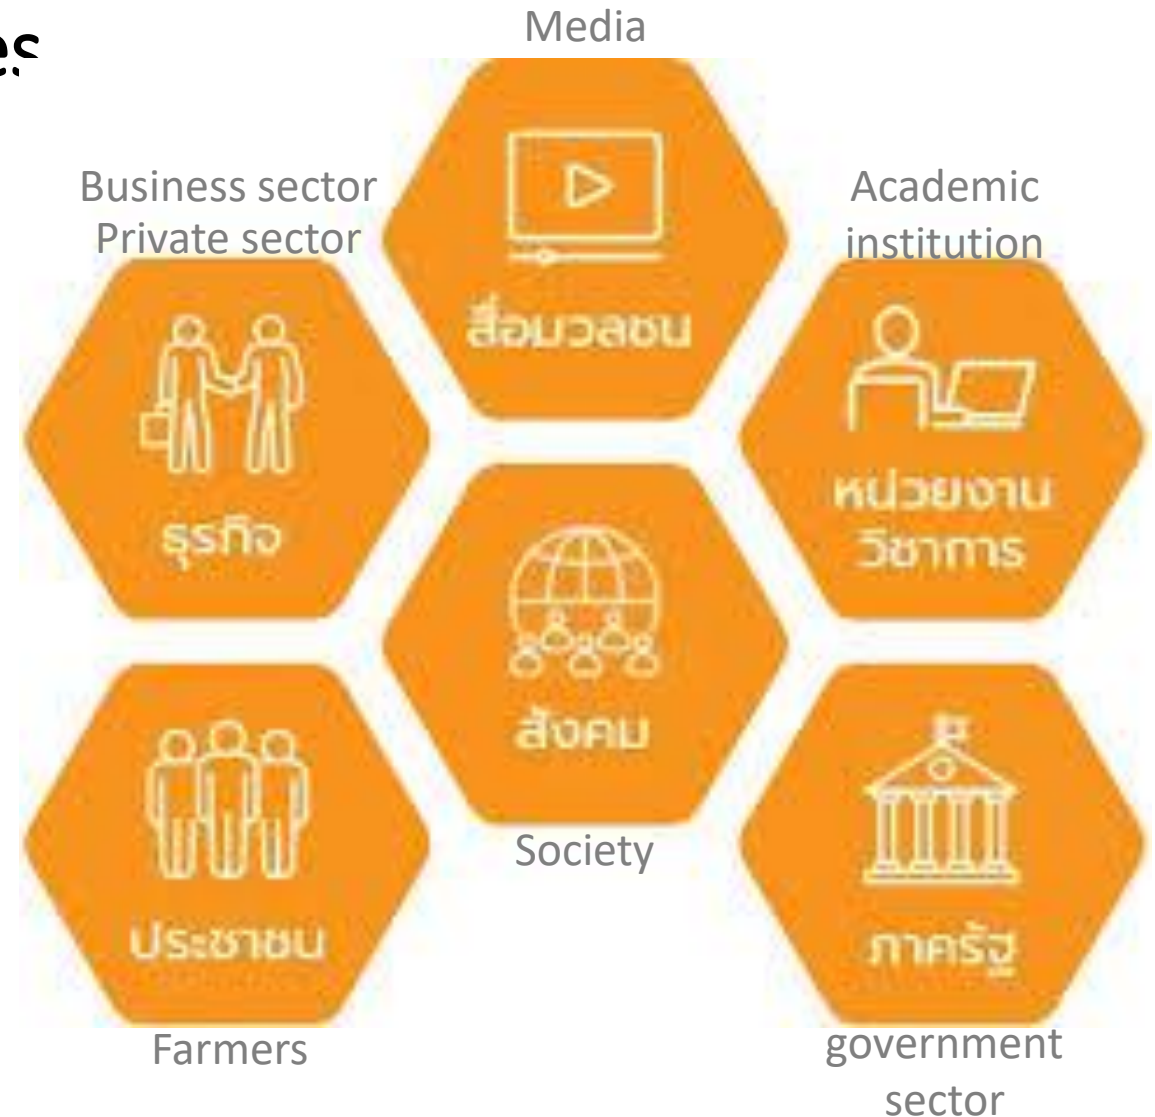 Media
Business sector
Private sector
Academic
institution
สื่อมวลชน
ธุรกิจ
หน่วยงาน
วิชาการ
สังคม
Society
ประชาชน
ภาครัฐ
Farmers
government
sector